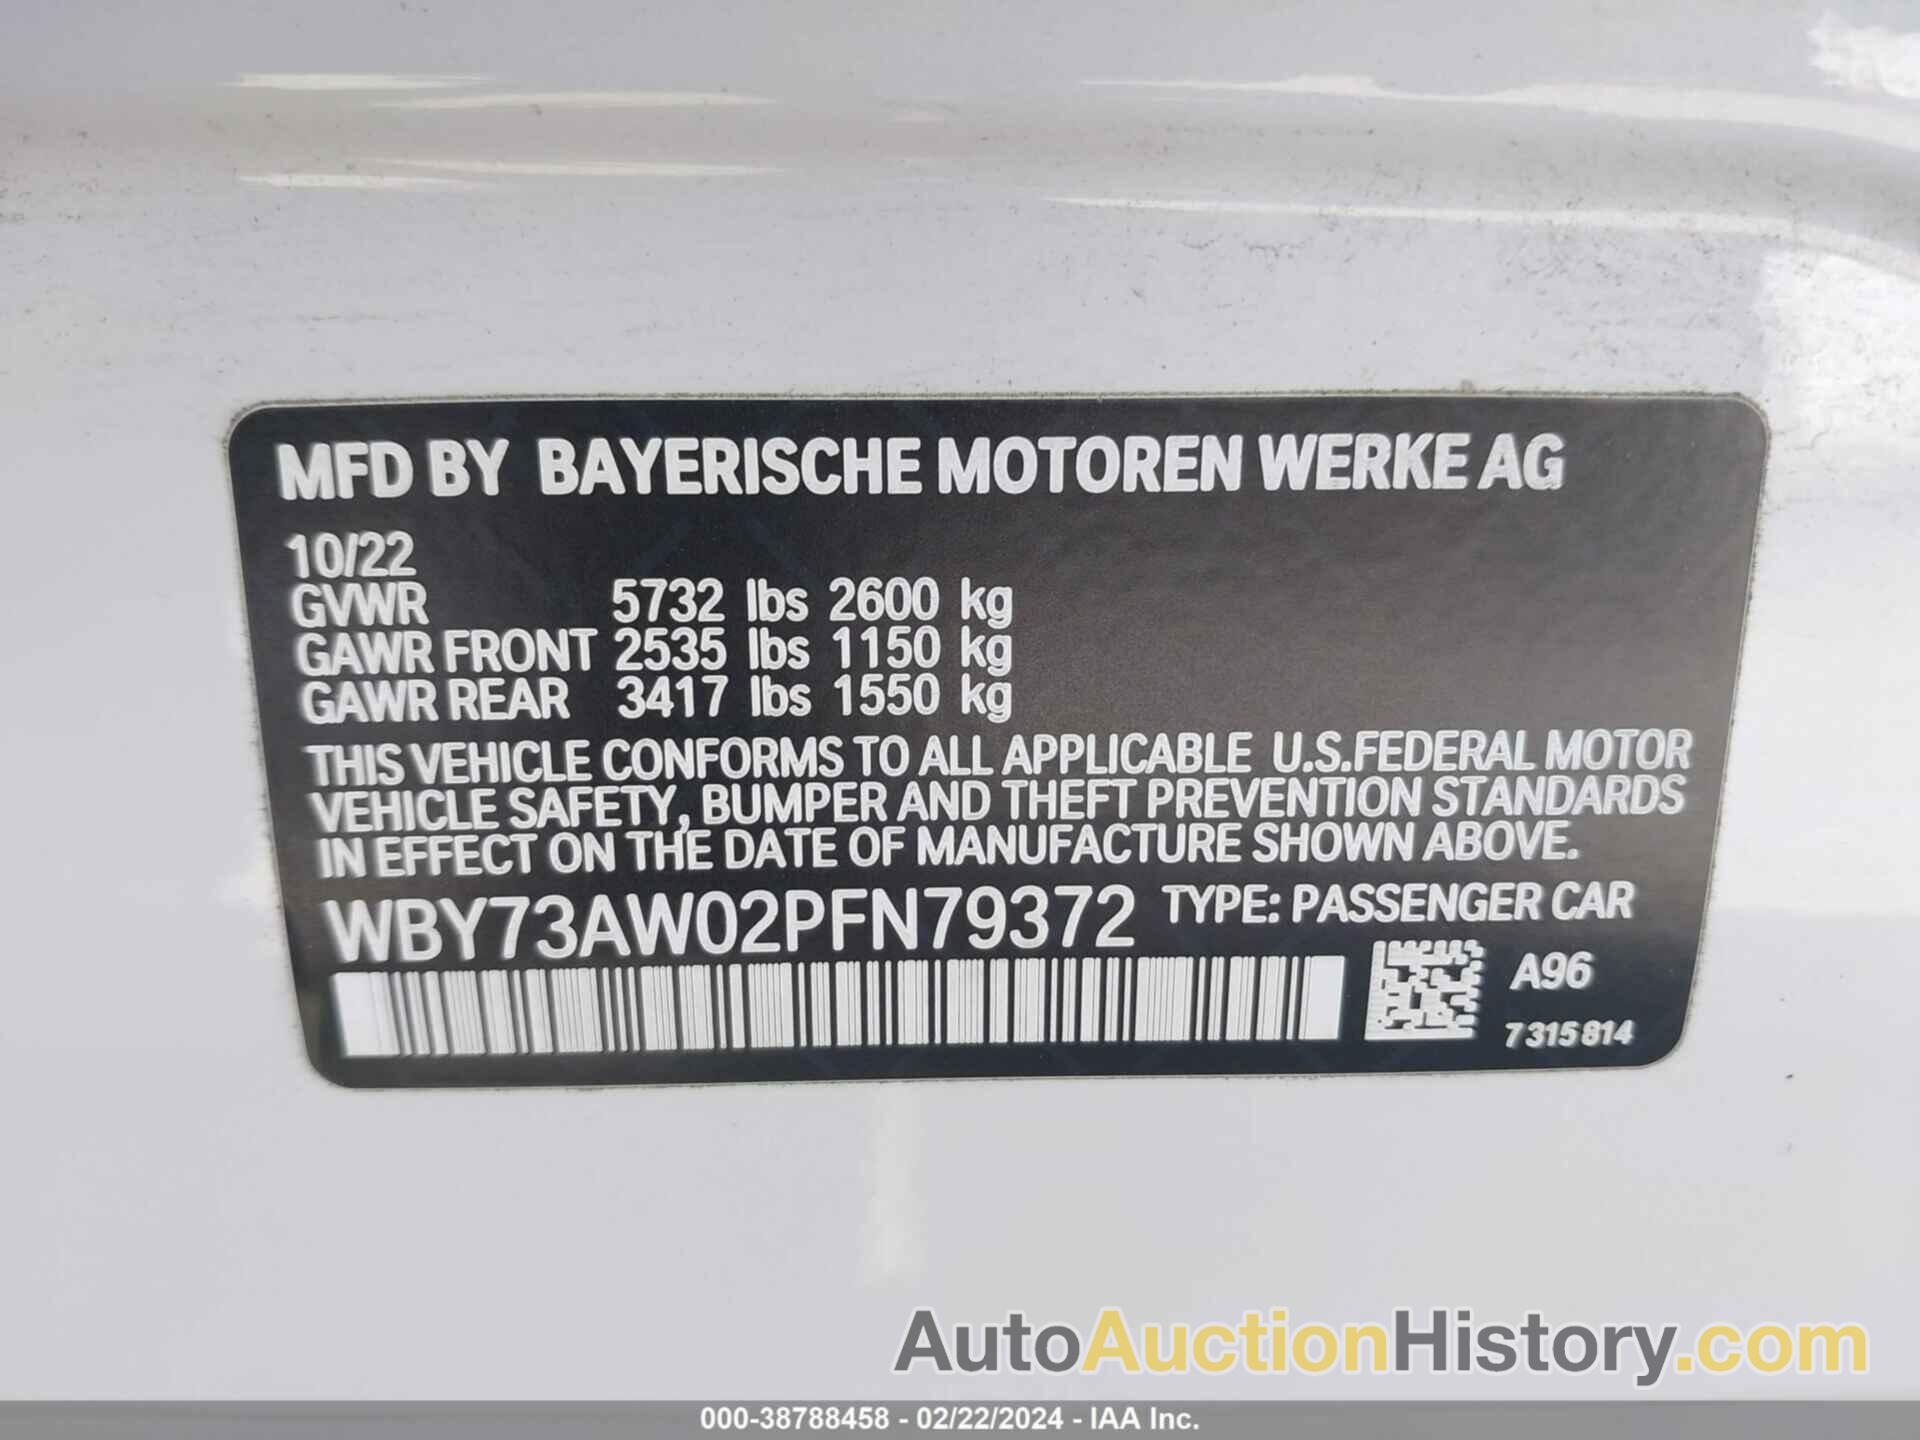 MFD BY BAYERISCHE MOTOREN WERKE AG
10/22
GVWR 5732 lbs 2600 kg
GAWR FRONT 2535 lbs 1150 kg
GAWR REAR 3417 lbs 1550 kg
THIS VEHICLE CONFORMS TO ALL APPLICABLE U.S.FEDERAL MOTOR
VEHICLE SAFETY, BUMPER AND THEFT PREVENTION STANDARDS
IN EFFECT ON THE DATE OF MANUFACTURE SHOWN ABOVE.
WBY73AW02PFN79372 TYPE: PASSENGER CAR
A96
7315814
AutoAuctionHistory.com
000-38788458 - 02/22/2024 - IAA Inc.